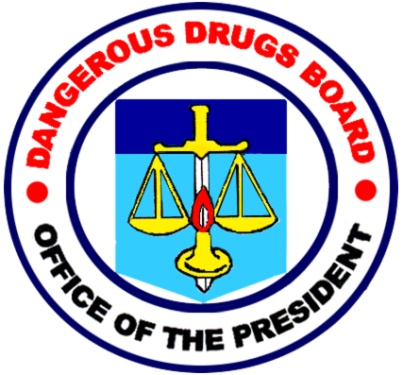 DANGEROUS DRUGS BOARD
OFFICE OF THE PRESIDENT